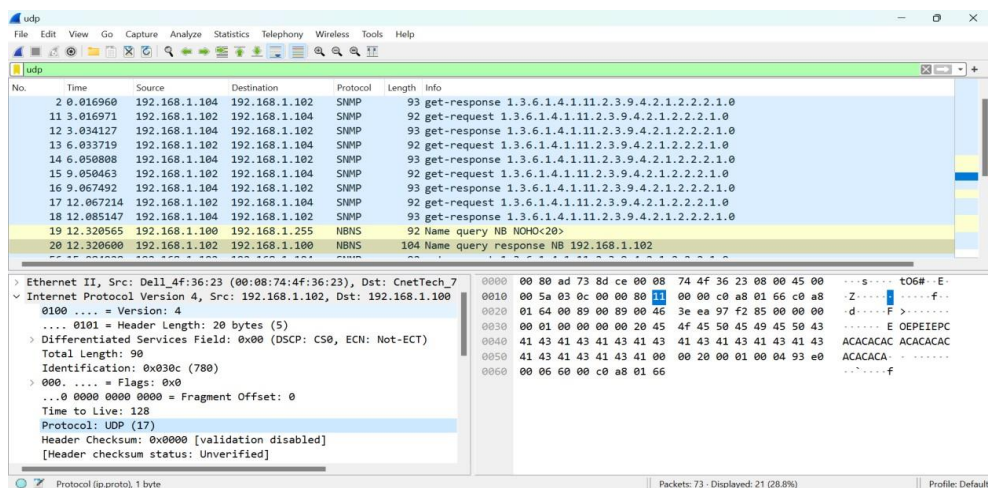 udp
File Edit View Go Capture Analyze Statistics Telephony Wireless Tools Help
udp
No. Time Source Destination Protocol Length Info
2 0.016960 192.168.1.104 192.168.1.102 SNMP 93 get-response 1.3.6.1.4.1.11.2.3.9.4.2.1.2.2.2.1.0
11 3.016971 192.168.1.102 192.168.1.104 SNMP 92 get-request 1.3.6.1.4.1.11.2.3.9.4.2.1.2.2.2.1.0
12 3.034127 192.168.1.104 192.168.1.102 SNMP 93 get-response 1.3.6.1.4.1.11.2.3.9.4.2.1.2.2.2.1.0
13 6.033719 192.168.1.102 192.168.1.104 SNMP 92 get-request 1.3.6.1.4.1.11.2.3.9.4.2.1.2.2.2.1.0
14 6.050808 192.168.1.104 192.168.1.102 SNMP 93 get-response 1.3.6.1.4.1.11.2.3.9.4.2.1.2.2.2.1.0
15 9.050463 192.168.1.102 192.168.1.104 SNMP 92 get-request 1.3.6.1.4.1.11.2.3.9.4.2.1.2.2.2.1.0
16 9.067492 192.168.1.104 192.168.1.102 SNMP 93 get-response 1.3.6.1.4.1.11.2.3.9.4.2.1.2.2.2.1.0
17 12.067214 192.168.1.102 192.168.1.104 SNMP 92 get-request 1.3.6.1.4.1.11.2.3.9.4.2.1.2.2.2.1.0
18 12.085147 192.168.1.104 192.168.1.102 SNMP 93 get-response 1.3.6.1.4.1.11.2.3.9.4.2.1.2.2.2.1.0
19 12.320565 192.168.1.100 192.168.1.255 NBNS 92 Name query NB NOHO<20>
20 12.320600 192.168.1.102 192.168.1.100 NBNS 104 Name query response NB 192.168.1.102
> Ethernet II, Src: Dell_4f:36:23 (00:08:74:4f:36:23), Dst: CnetTech_7
Internet Protocol Version 4, Src: 192.168.1.102, Dst: 192.168.1.100
0100 .... = Version: 4
.... 0101 = Header Length: 20 bytes (5)
> Differentiated Services Field: 0x00 (DSCP: CS0, ECN: Not-ECT)
Total Length: 90
Identification: 0x030c (780)
> 000. .... = Flags: 0x0
...0 0000 0000 0000 = Fragment Offset: 0
Time to Live: 128
Protocol: UDP (17)
Header Checksum: 0x0000 [validation disabled]
[Header checksum status: Unverified]
0000 00 80 ad 73 8d ce 00 08 74 4f 36 23 08 00 45 00 ···s···· tO6#··E·
0010 00 5a 03 0c 00 00 80 11 00 00 c0 a8 01 66 c0 a8 ·Z······ ·····f··
0020 01 64 00 89 00 89 00 46 3e ea 97 f2 85 00 00 00 ·d·····F >·······
0030 00 01 00 00 00 00 20 45 4f 45 50 45 49 45 50 43 ······ E OEPEIEPC
0040 41 43 41 43 41 43 41 43 41 43 41 43 41 43 41 43 ACACACAC ACACACAC
0050 41 43 41 43 41 43 41 00 00 20 00 01 00 04 93 e0 ACACACA· · ······
0060 00 06 60 00 c0 a8 01 66 ··`····f
Protocol (ip.proto), 1 byte
Packets: 73 · Displayed: 21 (28.8%)
Profile: Default